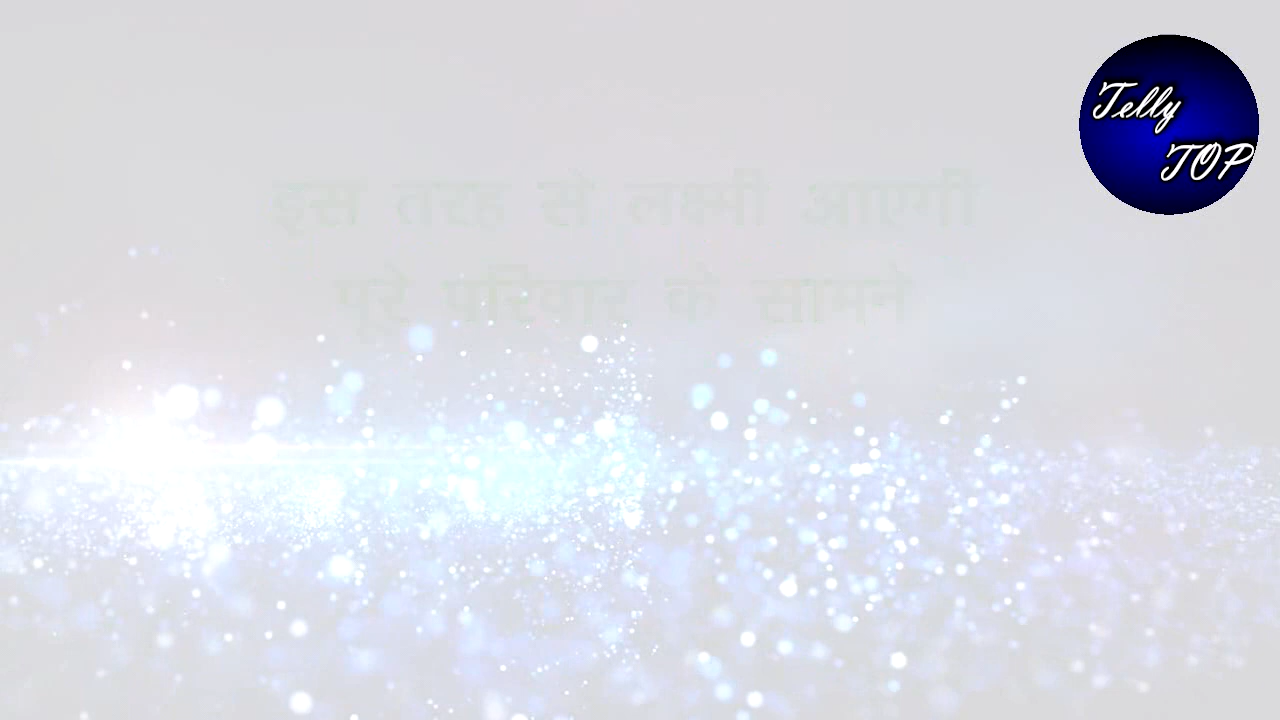 Telly
TOP
इस तरह से लक्ष्मी आएगी
पूरे परिवार के सामने